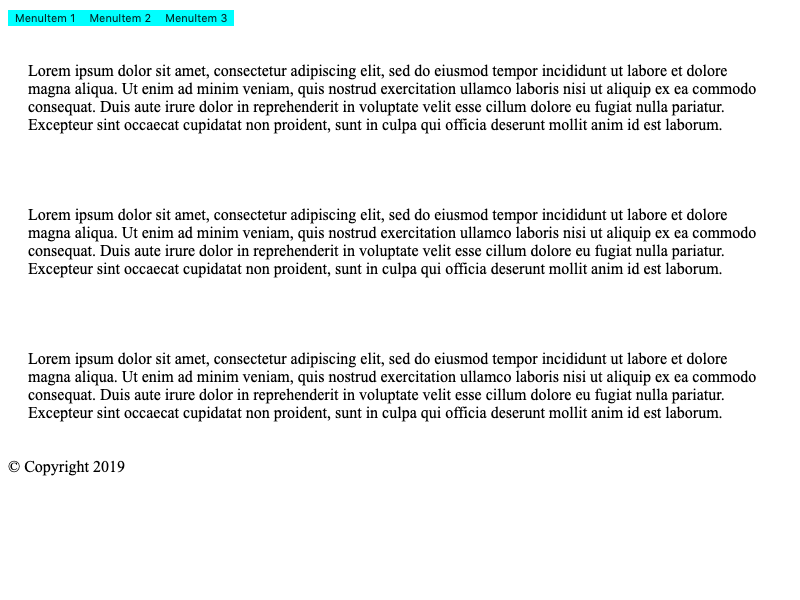 MenuItem 1 MenuItem 2 MenuItem 3
Lorem ipsum dolor sit amet, consectetur adipiscing elit, sed do eiusmod tempor incididunt ut labore et dolore
magna aliqua. Ut enim ad minim veniam, quis nostrud exercitation ullamco laboris nisi ut aliquip ex ea commodo
consequat. Duis aute irure dolor in reprehenderit in voluptate velit esse cillum dolore eu fugiat nulla pariatur.
Excepteur sint occaecat cupidatat non proident, sunt in culpa qui officia deserunt mollit anim id est laborum.
Lorem ipsum dolor sit amet, consectetur adipiscing elit, sed do eiusmod tempor incididunt ut labore et dolore
magna aliqua. Ut enim ad minim veniam, quis nostrud exercitation ullamco laboris nisi ut aliquip ex ea commodo
consequat. Duis aute irure dolor in reprehenderit in voluptate velit esse cillum dolore eu fugiat nulla pariatur.
Excepteur sint occaecat cupidatat non proident, sunt in culpa qui officia deserunt mollit anim id est laborum.
Lorem ipsum dolor sit amet, consectetur adipiscing elit, sed do eiusmod tempor incididunt ut labore et dolore
magna aliqua. Ut enim ad minim veniam, quis nostrud exercitation ullamco laboris nisi ut aliquip ex ea commodo
consequat. Duis aute irure dolor in reprehenderit in voluptate velit esse cillum dolore eu fugiat nulla pariatur.
Excepteur sint occaecat cupidatat non proident, sunt in culpa qui officia deserunt mollit anim id est laborum.
© Copyright 2019